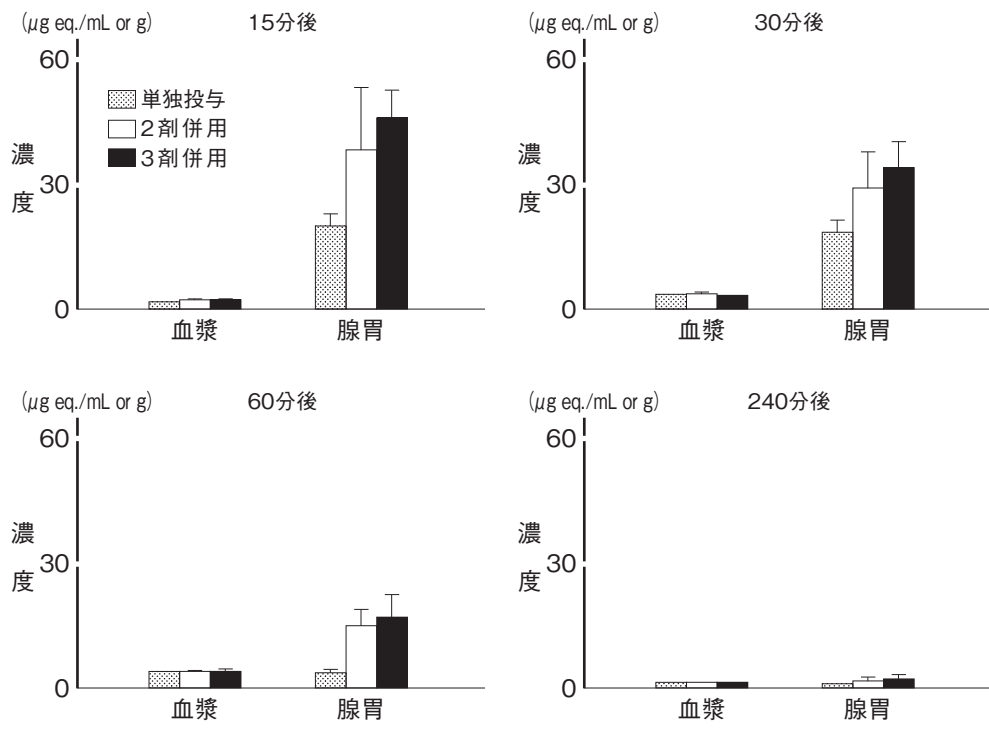 (μg eq./mL or g) 15分後
60
単独投与
2剤併用
3剤併用
濃度
30
0
血漿 腺胃
(μg eq./mL or g) 30分後
60
濃度
30
0
血漿 腺胃
(μg eq./mL or g) 60分後
60
濃度
30
0
血漿 腺胃
(μg eq./mL or g) 240分後
60
濃度
30
0
血漿 腺胃